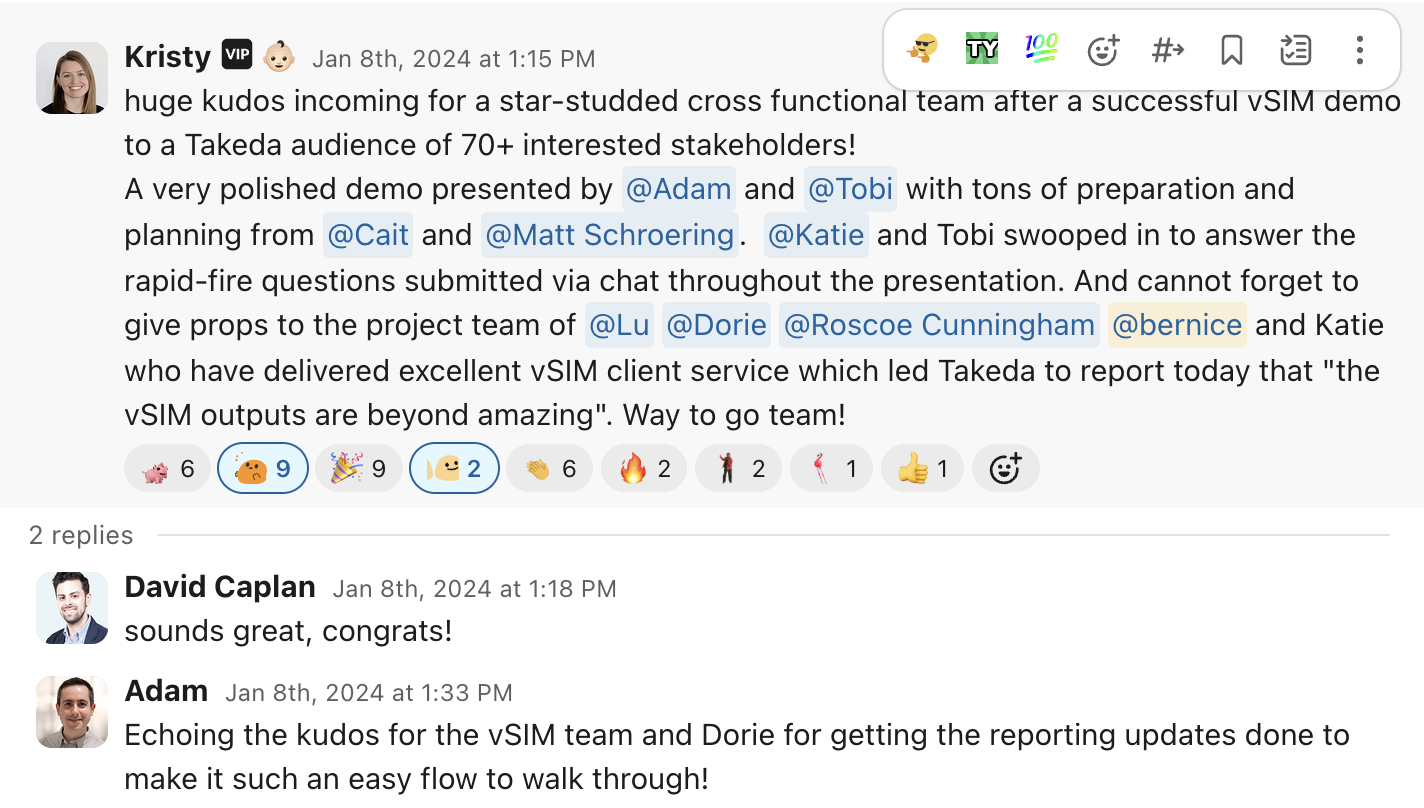 Kristy VIP Jan 8th, 2024 at 1:15 PM
TY 100
huge kudos incoming for a star-studded cross functional team after a successful vSIM demo
to a Takeda audience of 70+ interested stakeholders!
A very polished demo presented by @Adam and @Tobi with tons of preparation and
planning from @Cait and @Matt Schroering. @Katie and Tobi swooped in to answer the
rapid-fire questions submitted via chat throughout the presentation. And cannot forget to
give props to the project team of @Lu @Dorie @Roscoe Cunningham @bernice and Katie
who have delivered excellent vSIM client service which led Takeda to report today that "the
vSIM outputs are beyond amazing". Way to go team!
6 9 9 2 6 2 2 1 1
2 replies
David Caplan Jan 8th, 2024 at 1:18 PM
sounds great, congrats!
Adam Jan 8th, 2024 at 1:33 PM
Echoing the kudos for the vSIM team and Dorie for getting the reporting updates done to
make it such an easy flow to walk through!